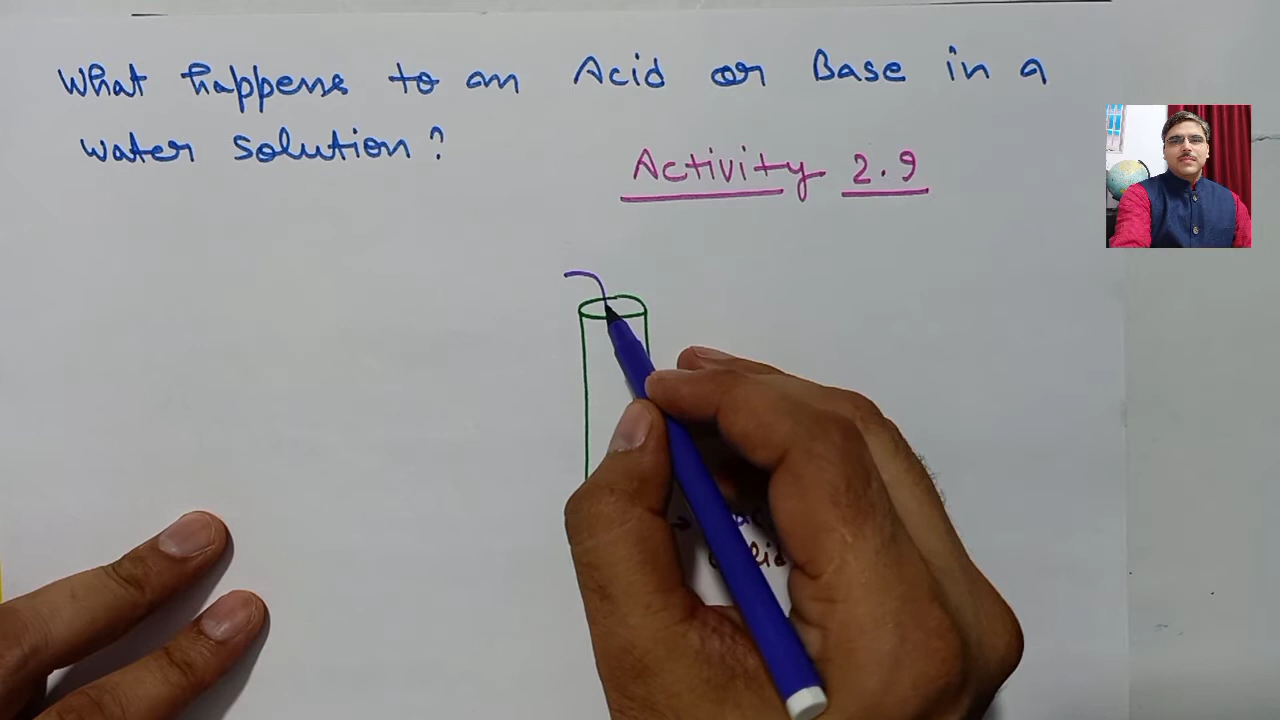 What happens to an Acid or Base in a
water solution?
Activity 2.9